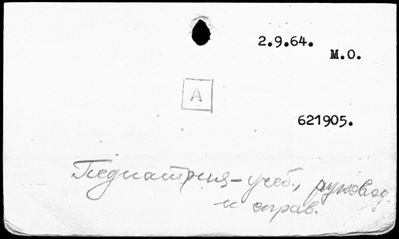 2.9.64.
М.О.
А
621905.
Педиатрия-учеб., руковод.
и справ.